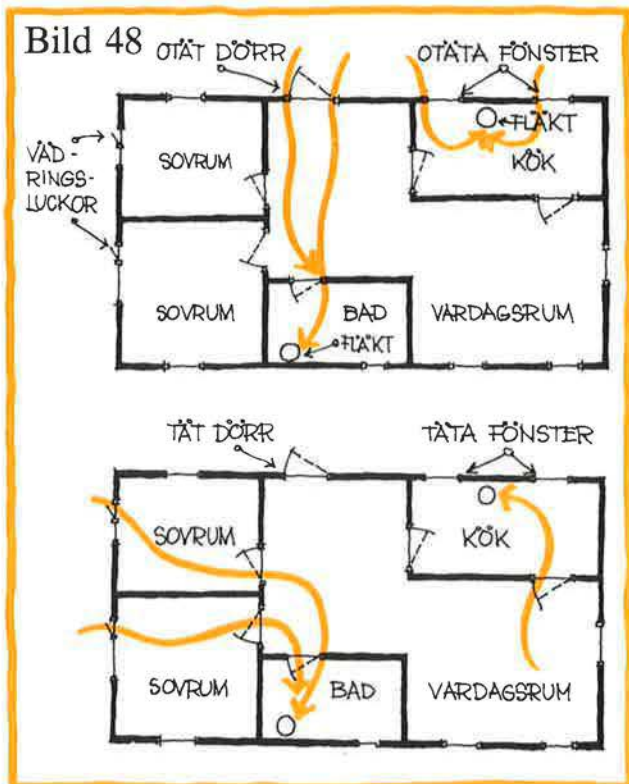 Bild 48
OTÄT DÖRR
OTÄTA FÖNSTER
FLÄKT
VÄD-
RINGS-
LUCKOR
SOVRUM
KÖK
SOVRUM
BAD
VARDAGSRUM
FLÄKT
TÄT DÖRR
TÄTA FÖNSTER
SOVRUM
KÖK
SOVRUM
BAD
VARDAGSRUM